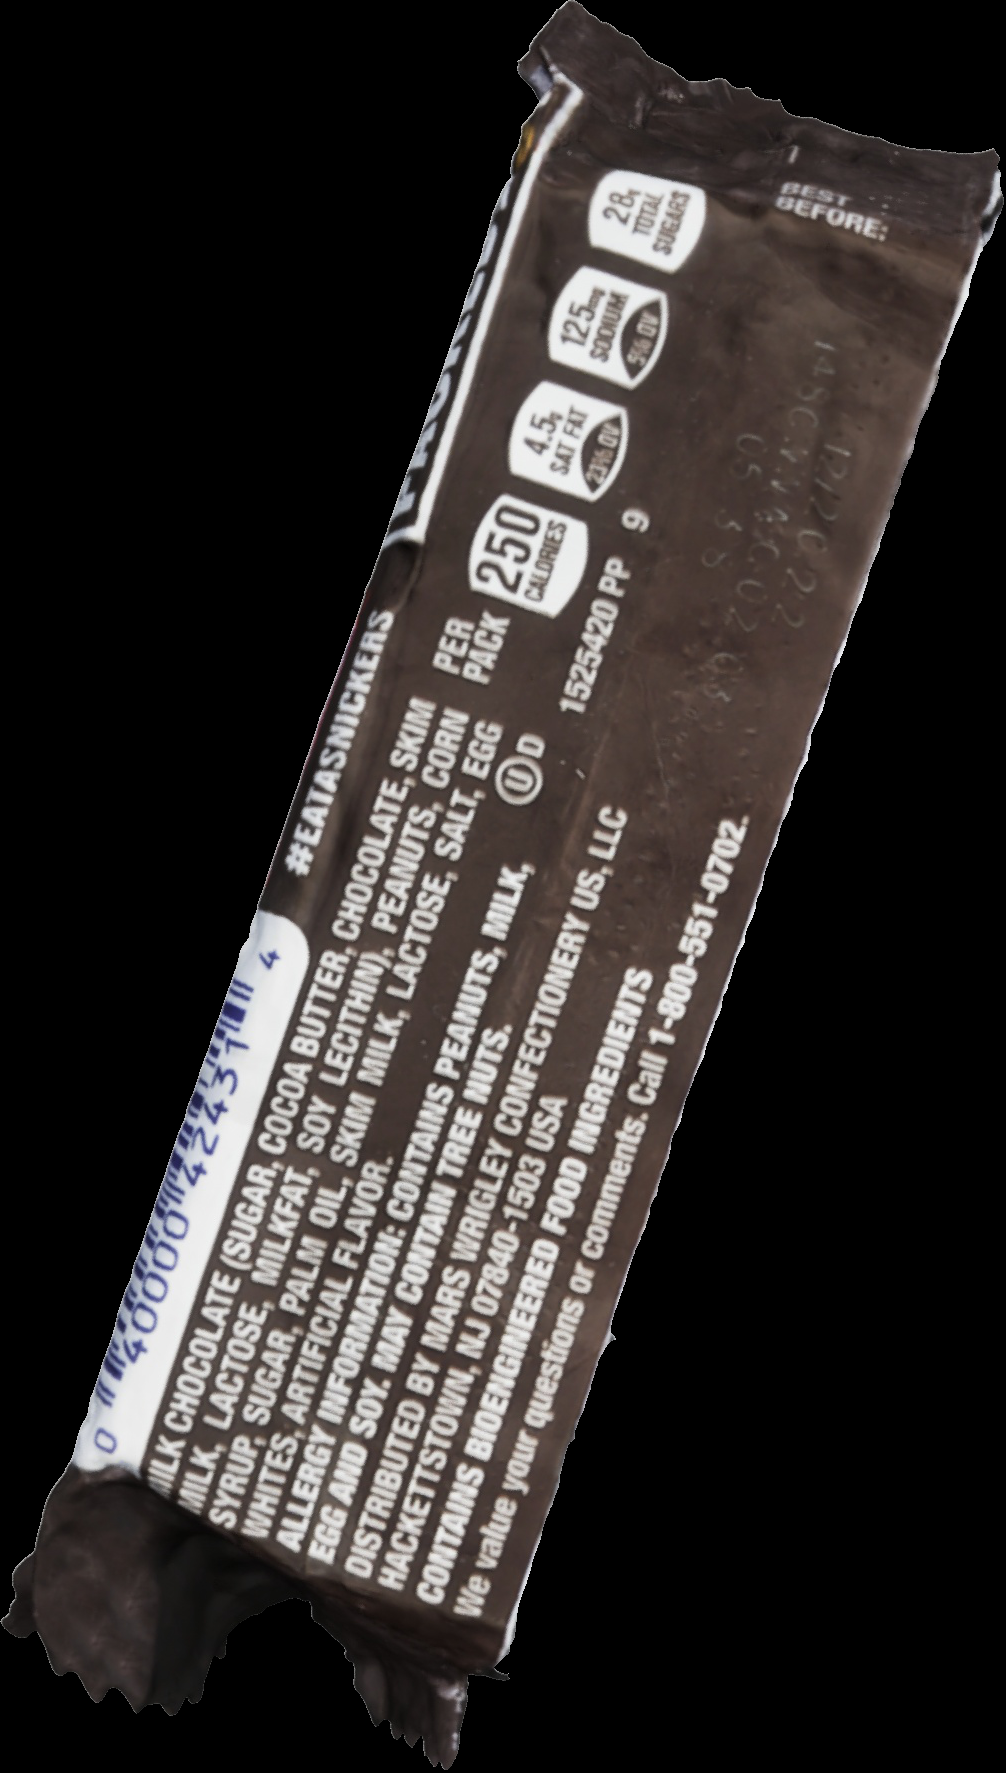 #EATASNICKERS
0 40000 42431 4
MILK CHOCOLATE (SUGAR, COCOA BUTTER, CHOCOLATE, SKIM
MILK, LACTOSE, MILKFAT, SOY LECITHIN), PEANUTS, CORN
SYRUP, SUGAR, PALM OIL, SKIM MILK, LACTOSE, SALT, EGG
WHITES, ARTIFICIAL FLAVOR.
ALLERGY INFORMATION: CONTAINS PEANUTS, MILK,
EGG AND SOY. MAY CONTAIN TREE NUTS.
DISTRIBUTED BY MARS WRIGLEY CONFECTIONERY US, LLC
HACKETTSTOWN, NJ 07840-1503 USA
CONTAINS BIOENGINEERED FOOD INGREDIENTS
We value your questions or comments. Call 1-800-551-0702.
U D
PER
PACK
250
CALORIES
4.5g
SAT FAT
23% DV
125mg
SODIUM
5% DV
28g
TOTAL
SUGARS
1525420 PP 9
BEST
BEFORE: